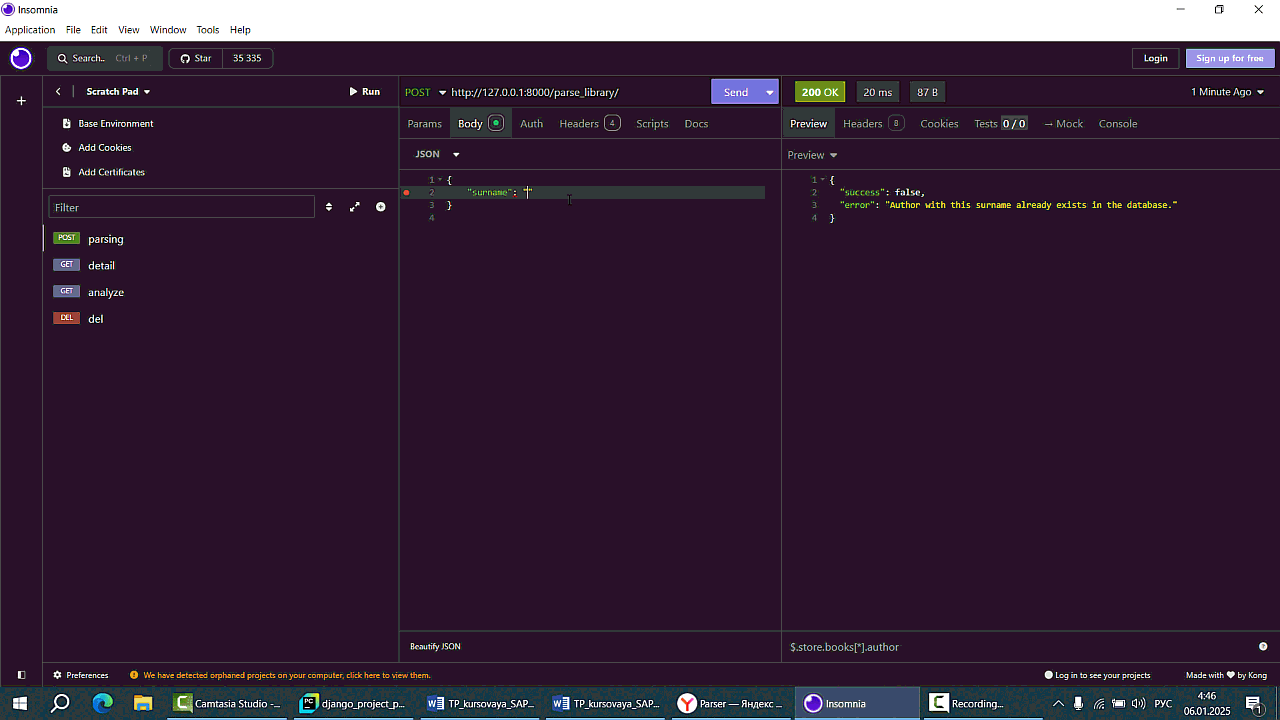 Insomnia
Application File Edit View Window Tools Help
Search.. Ctrl + P Star 35 335 Login Sign up for free
Scratch Pad Run
Base Environment
Add Cookies
Add Certificates
Filter
POST parsing
GET detail
GET analyze
DEL del
POST http://127.0.0.1:8000/parse_library/ Send
Params Body Auth Headers 4 Scripts Docs
JSON
1 {
2 "surname": ""
3 }
4
Beautify JSON
200 OK 20 ms 87 B 1 Minute Ago
Preview Headers 8 Cookies Tests 0 / 0 → Mock Console
Preview
1 {
2 "success": false,
3 "error": "Author with this surname already exists in the database."
4 }
$.store.books[*].author
Preferences We have detected orphaned projects on your computer, click here to view them. Log in to see your projects Made with ♥ by Kong
Camtasia Studio -... django_project_p... TP_kursovaya_SAP... TP_kursovaya_SAP... Parser — Яндекс ... Insomnia Recording... РУС 4:46
06.01.2025 1